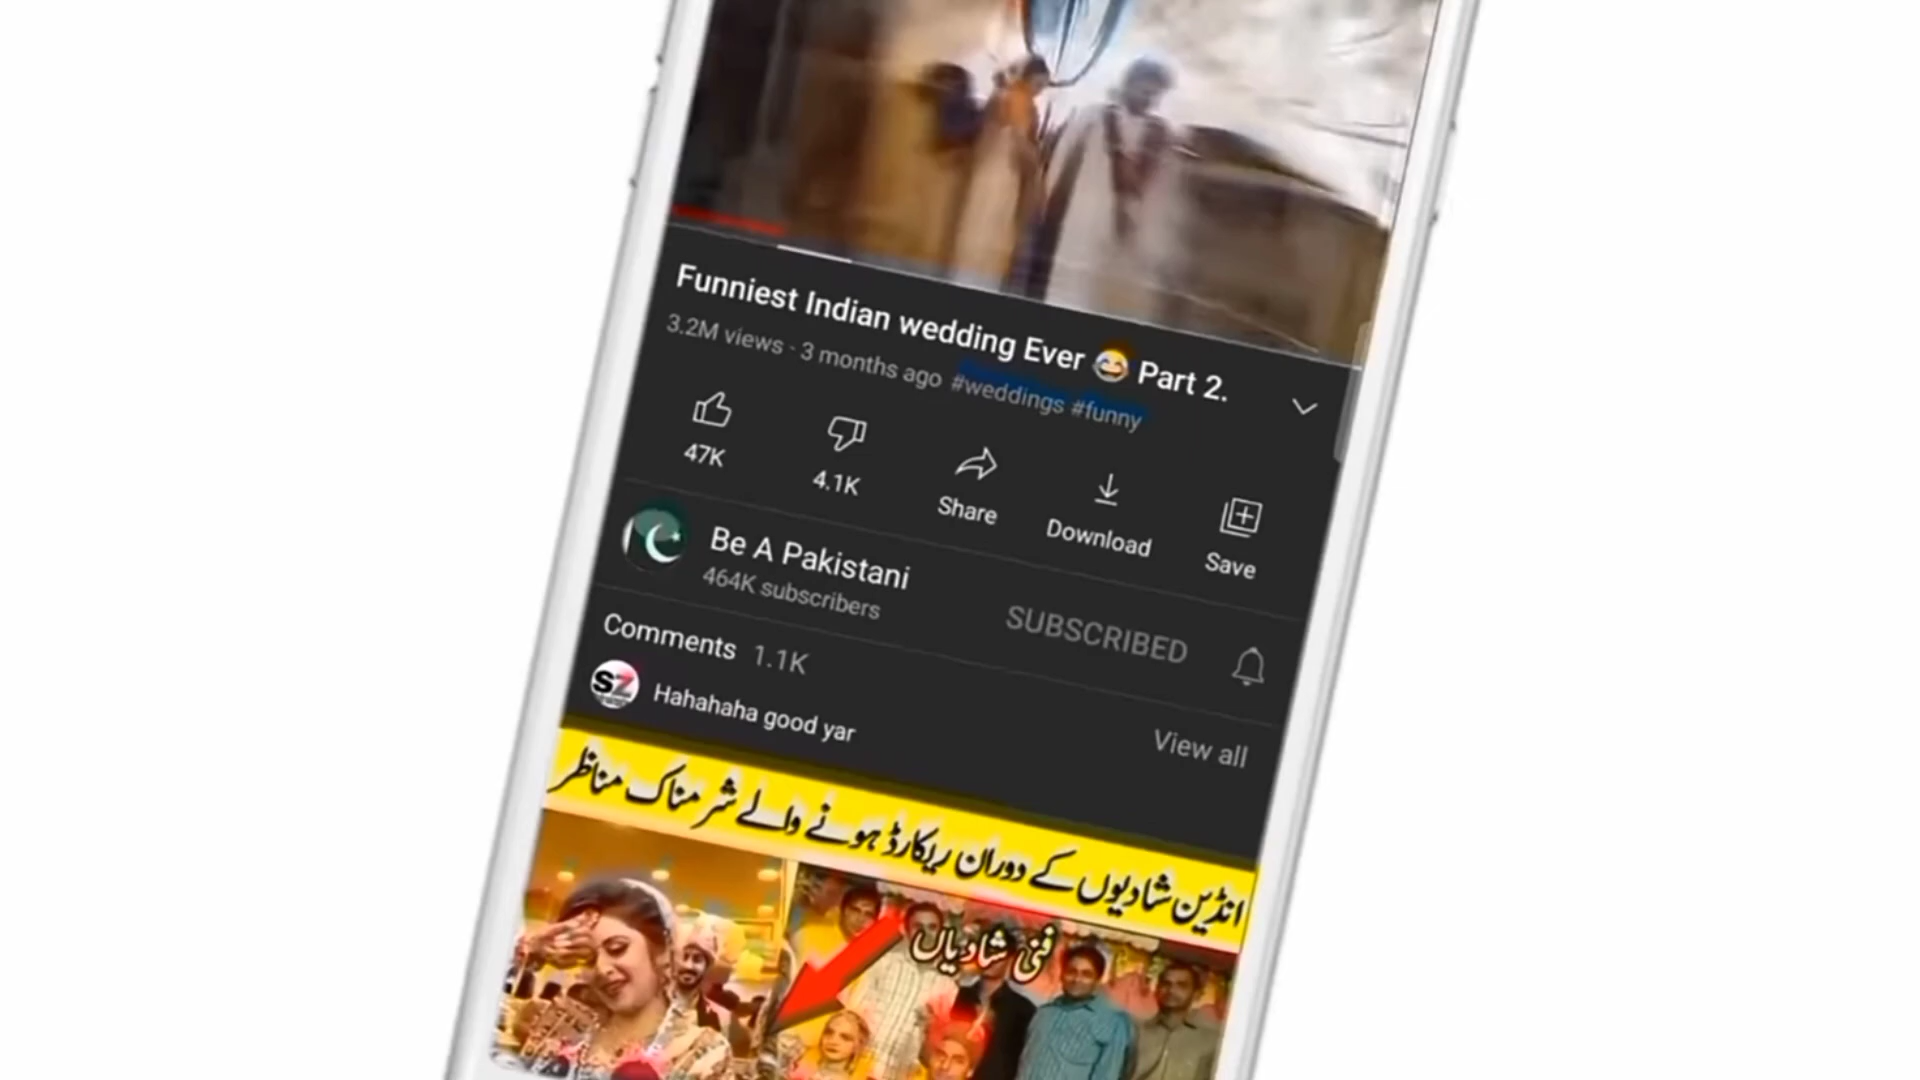 Funniest Indian wedding Ever 😂 Part 2.
3.2M views · 3 months ago #weddings #funny
47K
4.1K
Share
Download
Save
Be A Pakistani
464K subscribers
SUBSCRIBED
Comments 1.1K
SZ
Hahahaha good yar
View all
انڈین شادیوں کے دوران ریکارڈ ہونے والے شرمناک مناظر
فنی شادیاں